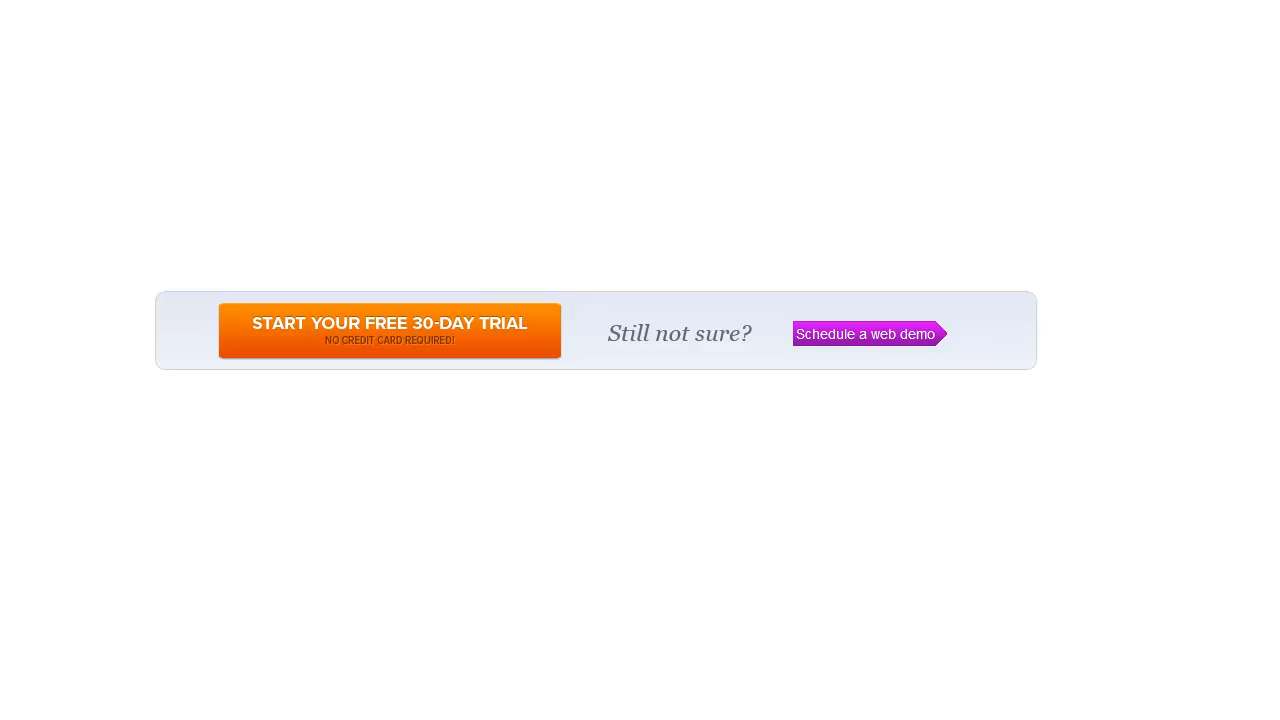 START YOUR FREE 30-DAY TRIAL
NO CREDIT CARD REQUIRED!
Still not sure?
Schedule a web demo